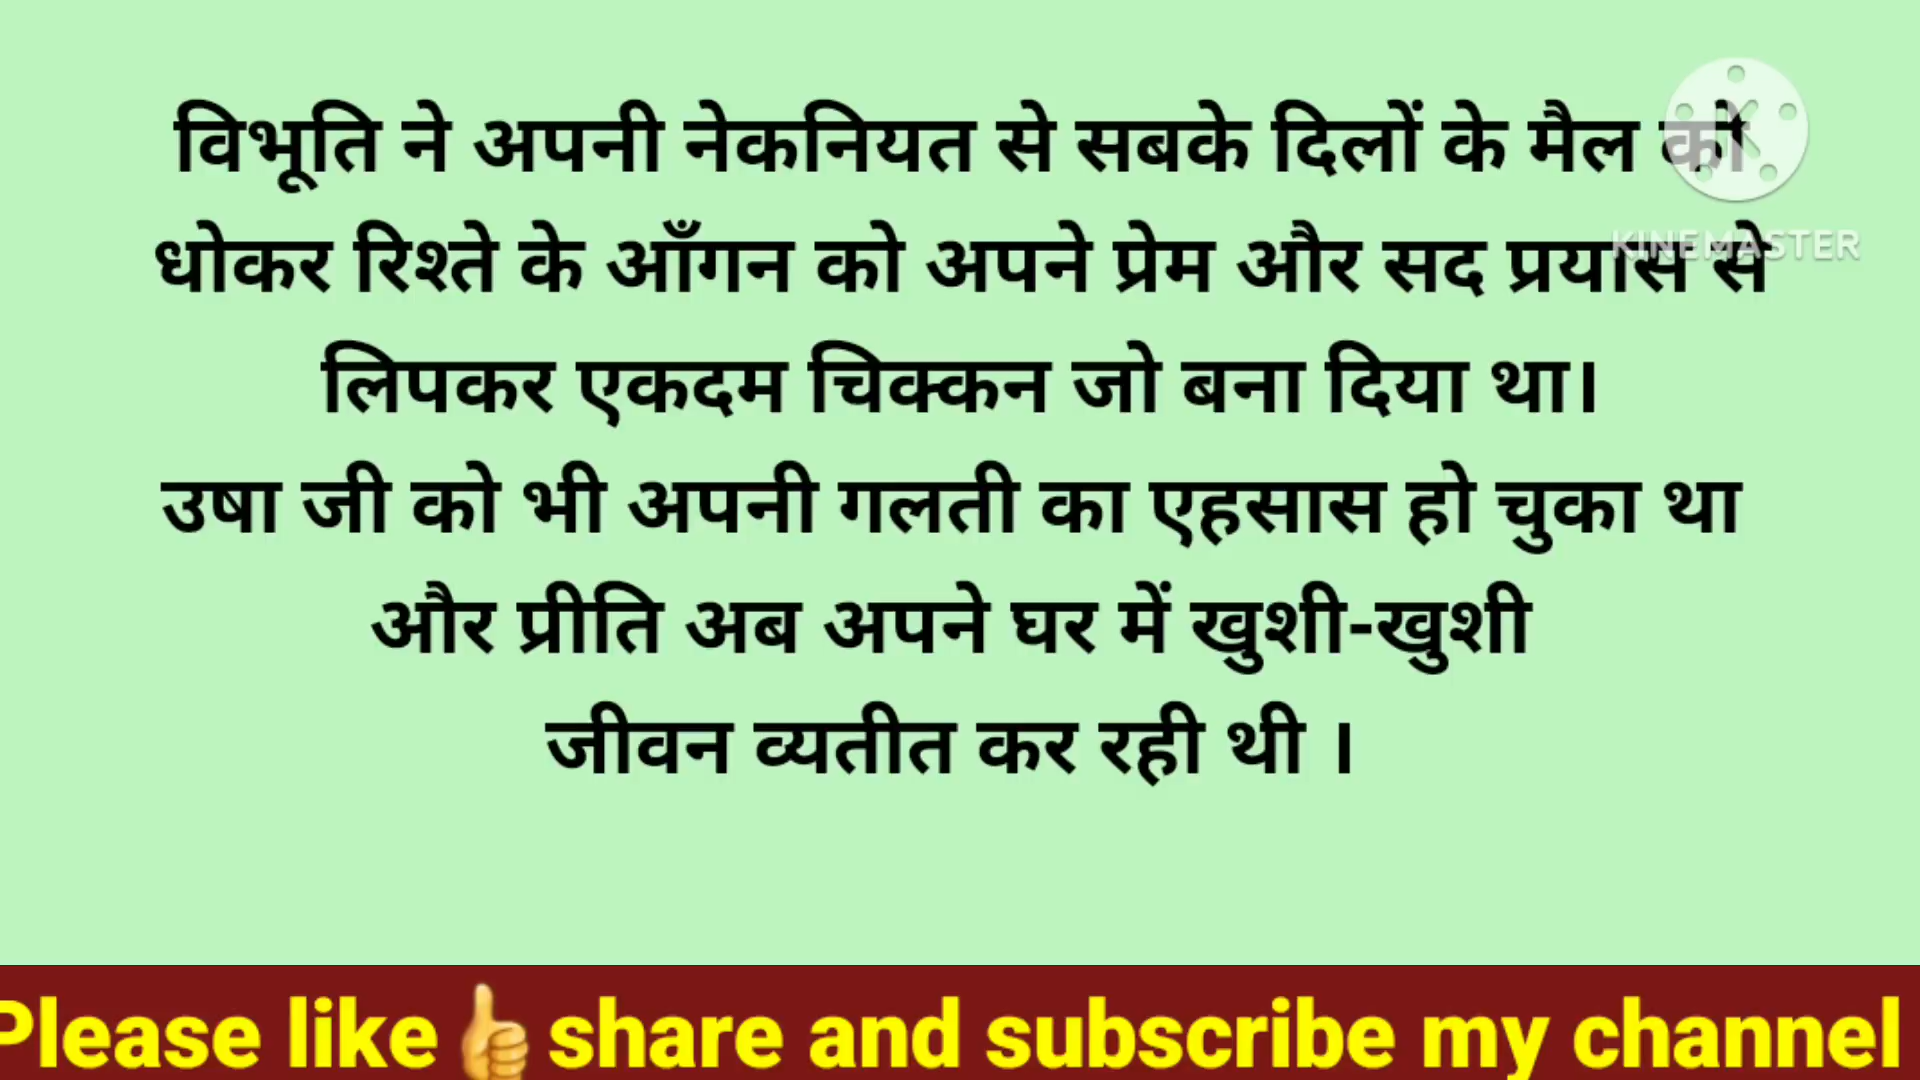 विभूति ने अपनी नेकनियत से सबके दिलों के मैल को
धोकर रिश्ते के आँगन को अपने प्रेम और सद प्रयास से
लिपकर एकदम चिक्कन जो बना दिया था।
उषा जी को भी अपनी गलती का एहसास हो चुका था
और प्रीति अब अपने घर में खुशी-खुशी
जीवन व्यतीत कर रही थी ।
KINEMASTER
Please like 👍 share and subscribe my channel